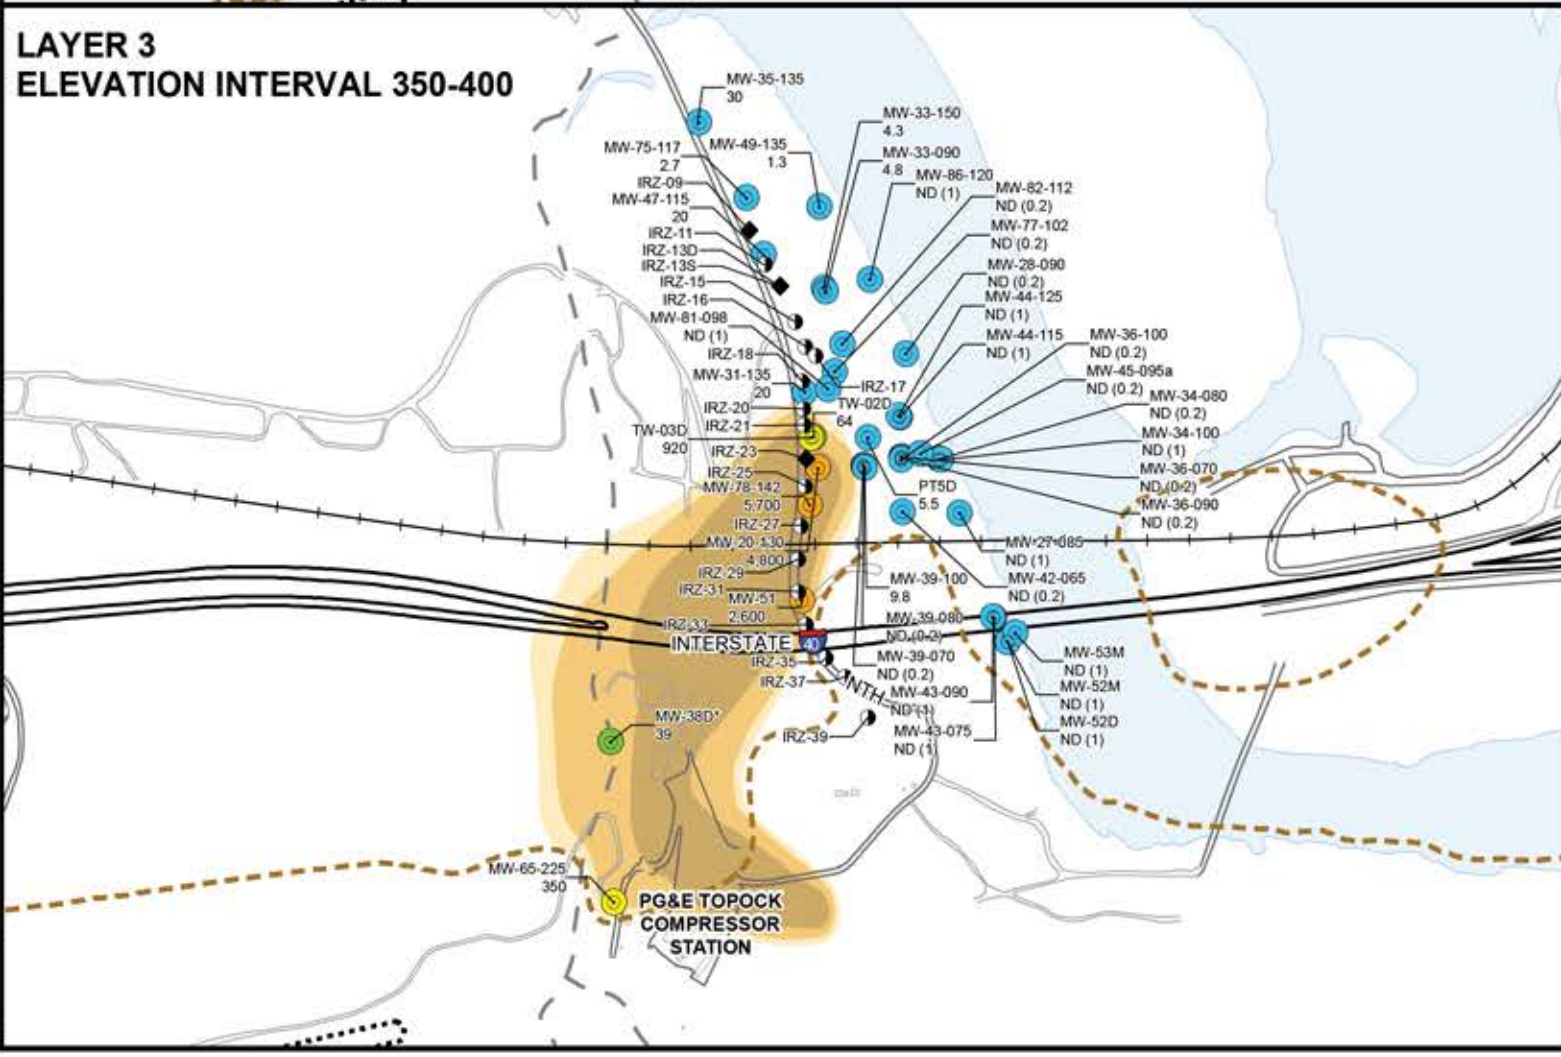 LAYER 3
ELEVATION INTERVAL 350-400
MW-35-135
30
MW-33-150
4.3
MW-75-117
2.7
MW-49-135
1.3
MW-33-090
4.8
MW-86-120
ND (1)
IRZ-09
MW-47-115
20
MW-82-112
ND (0.2)
IRZ-11
MW-77-102
ND (0.2)
IRZ-13D
IRZ-13S
MW-28-090
ND (0.2)
IRZ-15
IRZ-16
MW-44-125
ND (1)
MW-81-098
ND (1)
MW-44-115
ND (1)
MW-36-100
ND (0.2)
IRZ-18
MW-45-095a
ND (0.2)
MW-31-135
20
IRZ-17
MW-34-080
ND (0.2)
IRZ-20
TW-02D
64
IRZ-21
TW-03D
920
MW-34-100
ND (1)
IRZ-23
IRZ-25
MW-36-070
ND (0.2)
MW-78-142
5,700
PT5D
5.5
MW-36-090
ND (0.2)
IRZ-27
MW-20-130
4,800
MW-27-085
ND (1)
IRZ-29
MW-39-100
9.8
MW-42-065
ND (0.2)
IRZ-31
MW-51
2,600
MW-39-080
ND (0.2)
IRZ-33
INTERSTATE
40
MW-39-070
ND (0.2)
MW-53M
ND (1)
IRZ-35
IRZ-37
NTH
MW-43-090
ND (1)
MW-52M
ND (1)
MW-38D*
39
IRZ-39
MW-43-075
ND (1)
MW-52D
ND (1)
MW-65-225
350
PG&E TOPOCK
COMPRESSOR
STATION